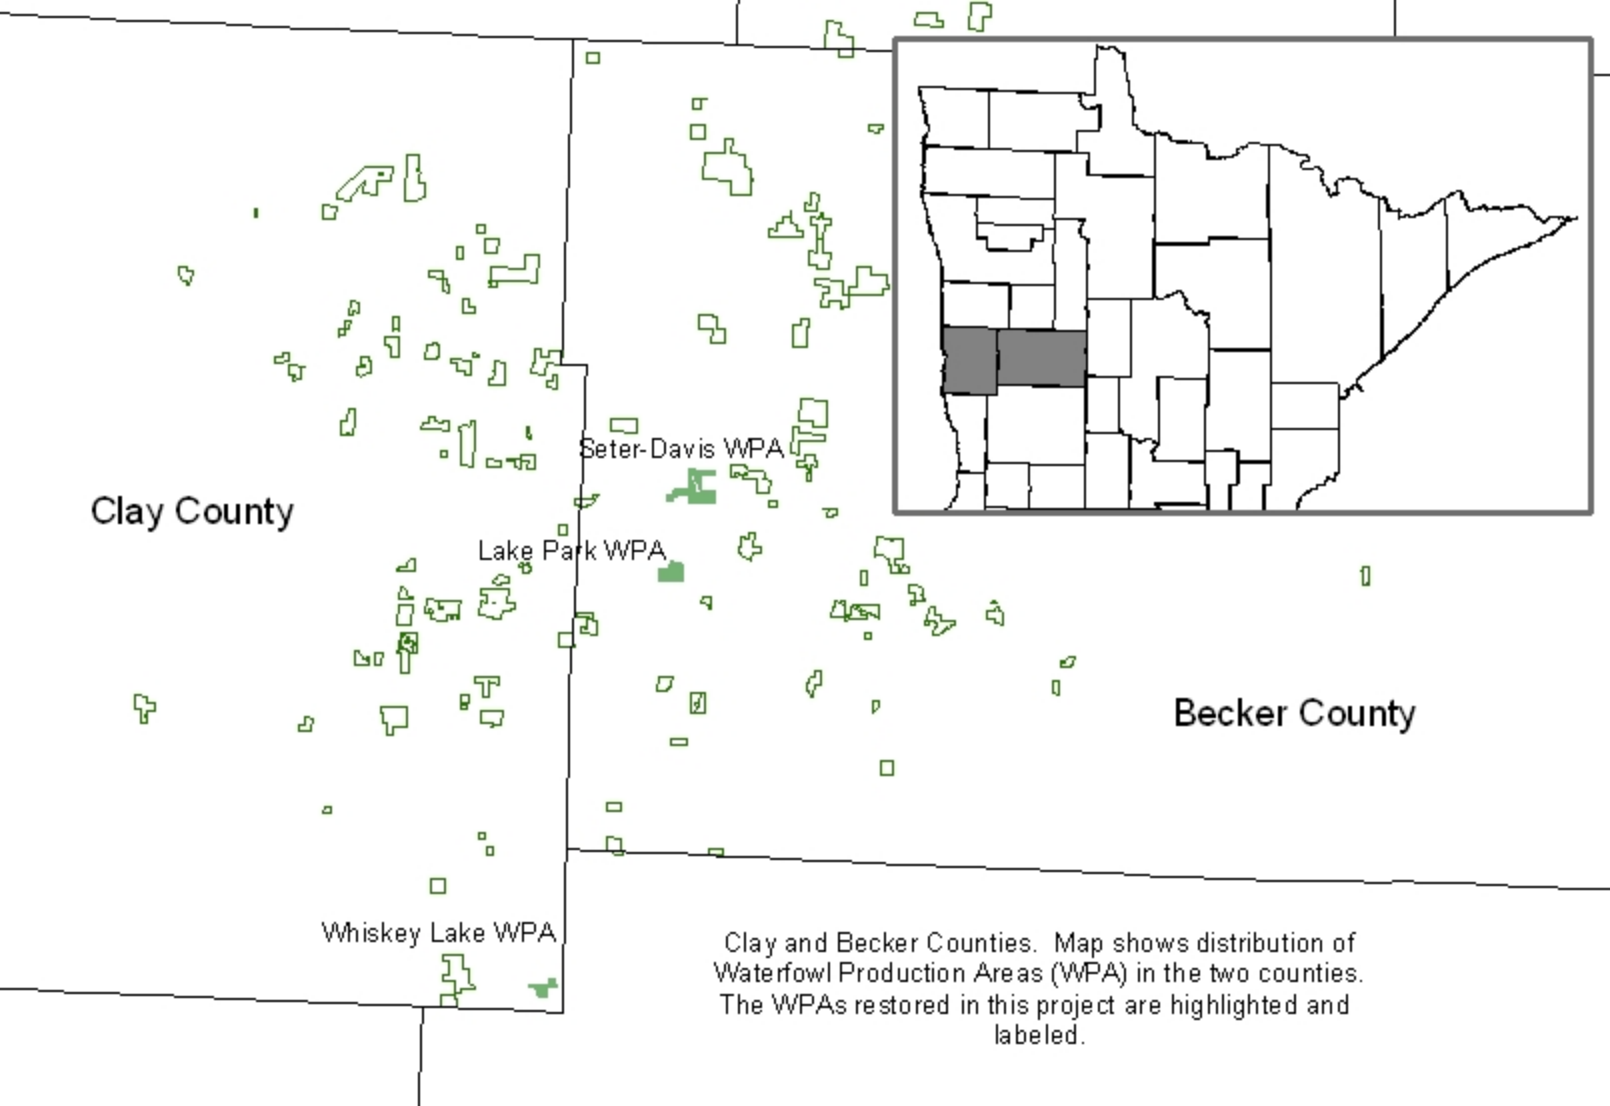 Seter-Davis WPA
Clay County
Lake Park WPA
Becker County
Whiskey Lake WPA
Clay and Becker Counties.  Map shows distribution of
Waterfowl Production Areas (WPA) in the two counties.
The WPAs restored in this project are highlighted and
labeled.